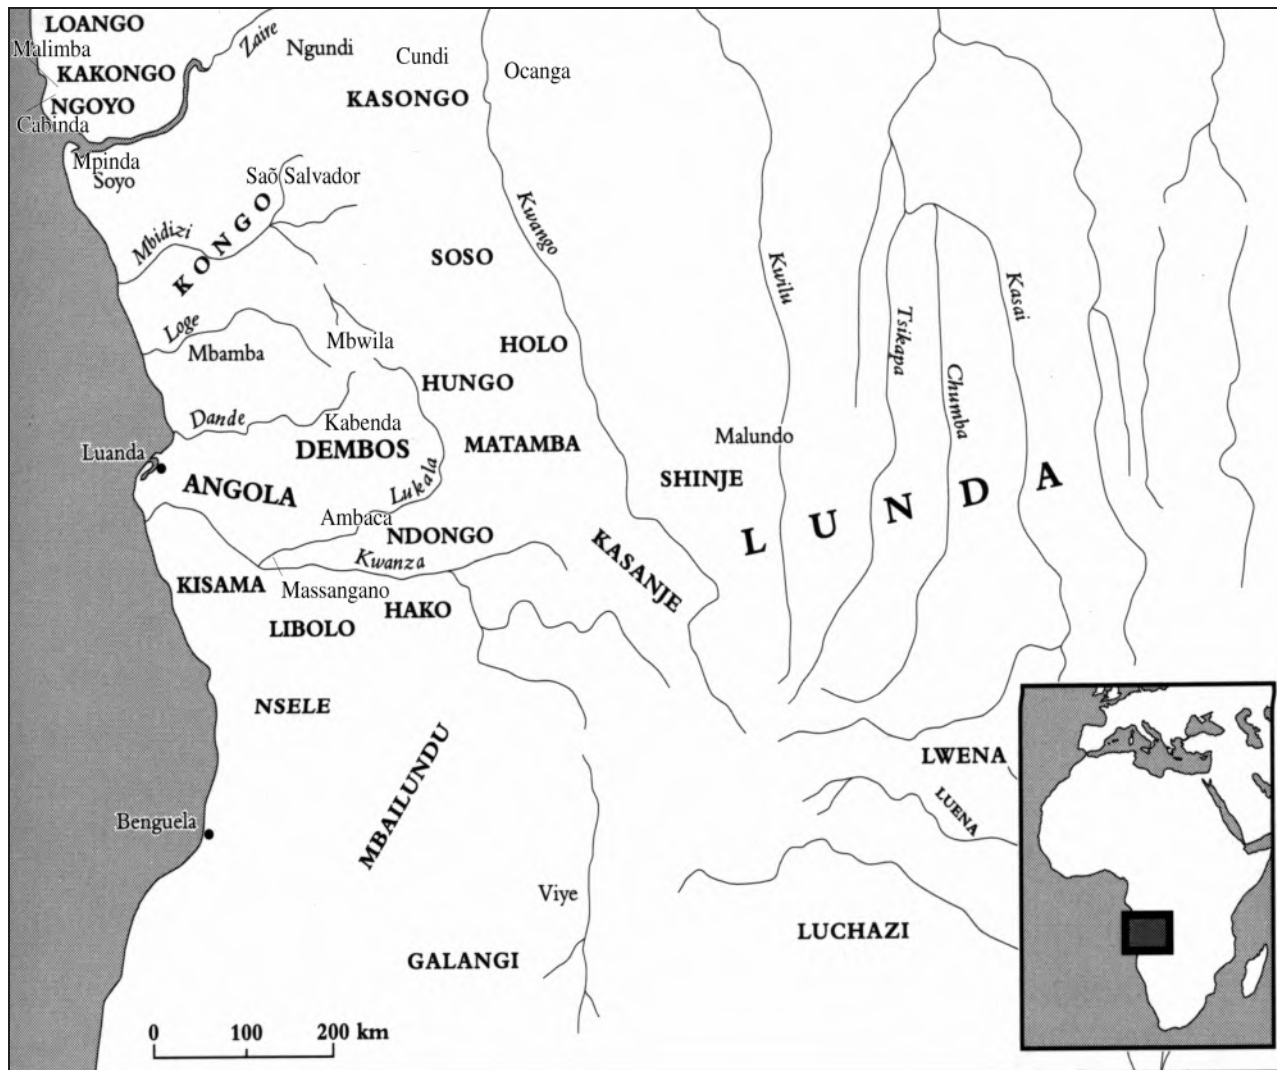 LOANGO
Malimba
KAKONGO
NGOYO
Cabinda
Zaire
Ngundi
Cundi
Ocanga
KASONGO
Mpinda
Soyo
Saõ Salvador
KONGO
Mbidizi
Kwango
SOSO
Kwilu
Kasai
Tsikapa
Loge
Mbamba
Mbwila
HOLO
HUNGO
Chumba
Dande
Kabenda
DEMBOS
MATAMBA
Malundo
Luanda
ANGOLA
Lukala
SHINJE
LUNDA
Ambaca
NDONGO
Kwanza
KASANJE
KISAMA
Massangano
HAKO
LIBOLO
NSELE
MBAILUNDU
LWENA
LUENA
Benguela
Viye
LUCHAZI
GALANGI
0 100 200 km